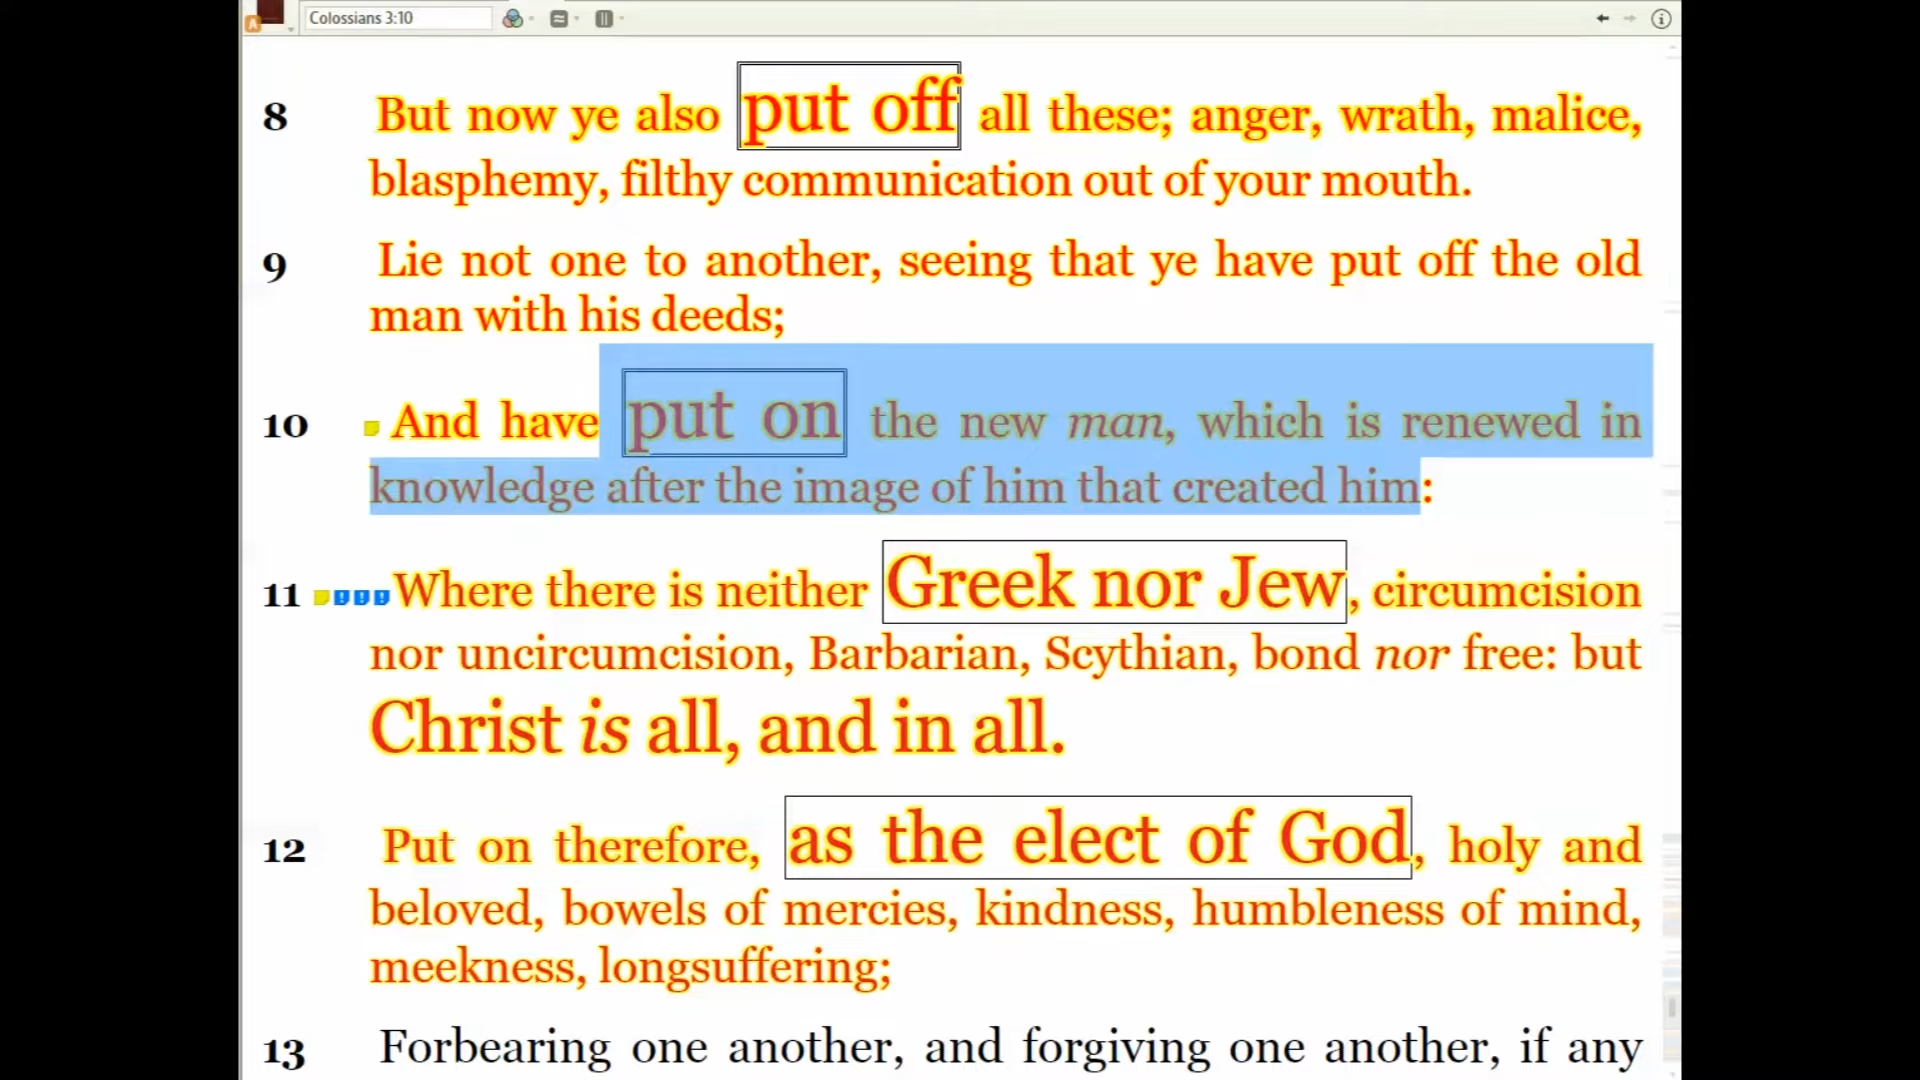 A
Colossians 3:10
8 But now ye also put off all these; anger, wrath, malice,
blasphemy, filthy communication out of your mouth.
9 Lie not one to another, seeing that ye have put off the old
man with his deeds;
10 And have put on the new man, which is renewed in
knowledge after the image of him that created him:
11 Where there is neither Greek nor Jew, circumcision
nor uncircumcision, Barbarian, Scythian, bond nor free: but
Christ is all, and in all.
12 Put on therefore, as the elect of God, holy and
beloved, bowels of mercies, kindness, humbleness of mind,
meekness, longsuffering;
13 Forbearing one another, and forgiving one another, if any